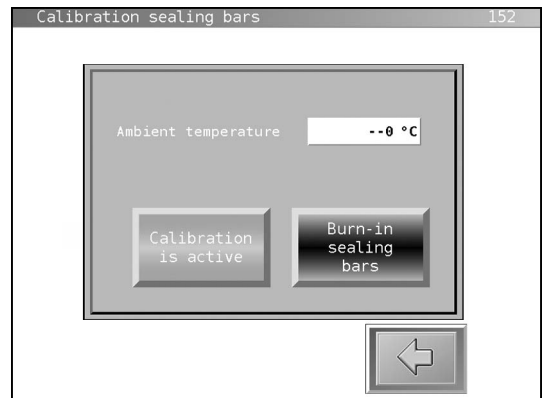 Calibration sealing bars 152
Ambient temperature --0 °C
Calibration
is active
Burn-in
sealing
bars